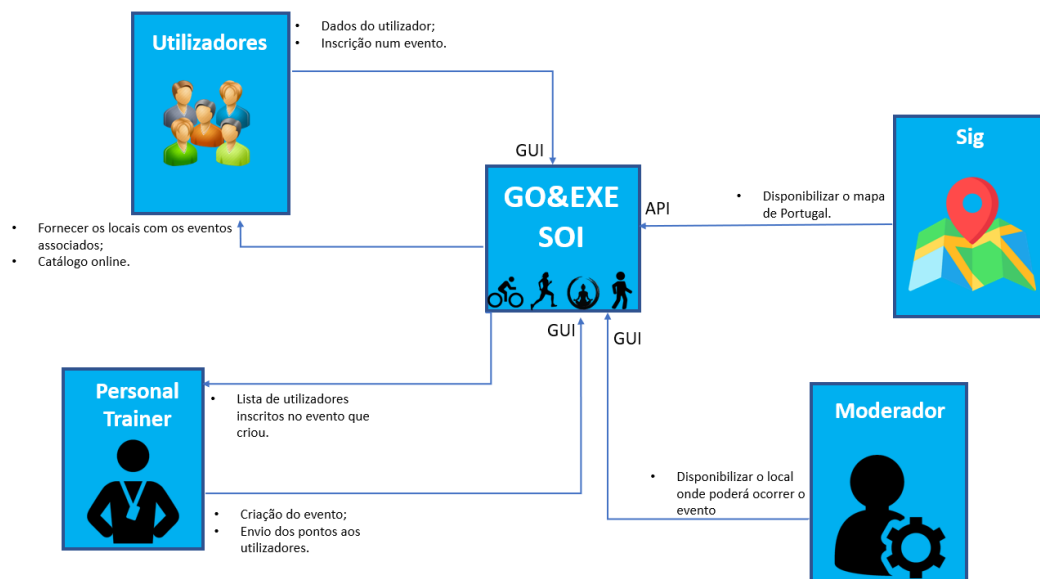 Utilizadores
• Dados do utilizador;
• Inscrição num evento.
GUI
GO&EXE
SOI
API
Sig
• Disponibilizar o mapa
de Portugal.
• Fornecer os locais com os eventos
associados;
• Catálogo online.
GUI
GUI
Personal
Trainer
• Lista de utilizadores
inscritos no evento que
criou.
Moderador
• Disponibilizar o local
onde poderá ocorrer o
evento
• Criação do evento;
• Envio dos pontos aos
utilizadores.